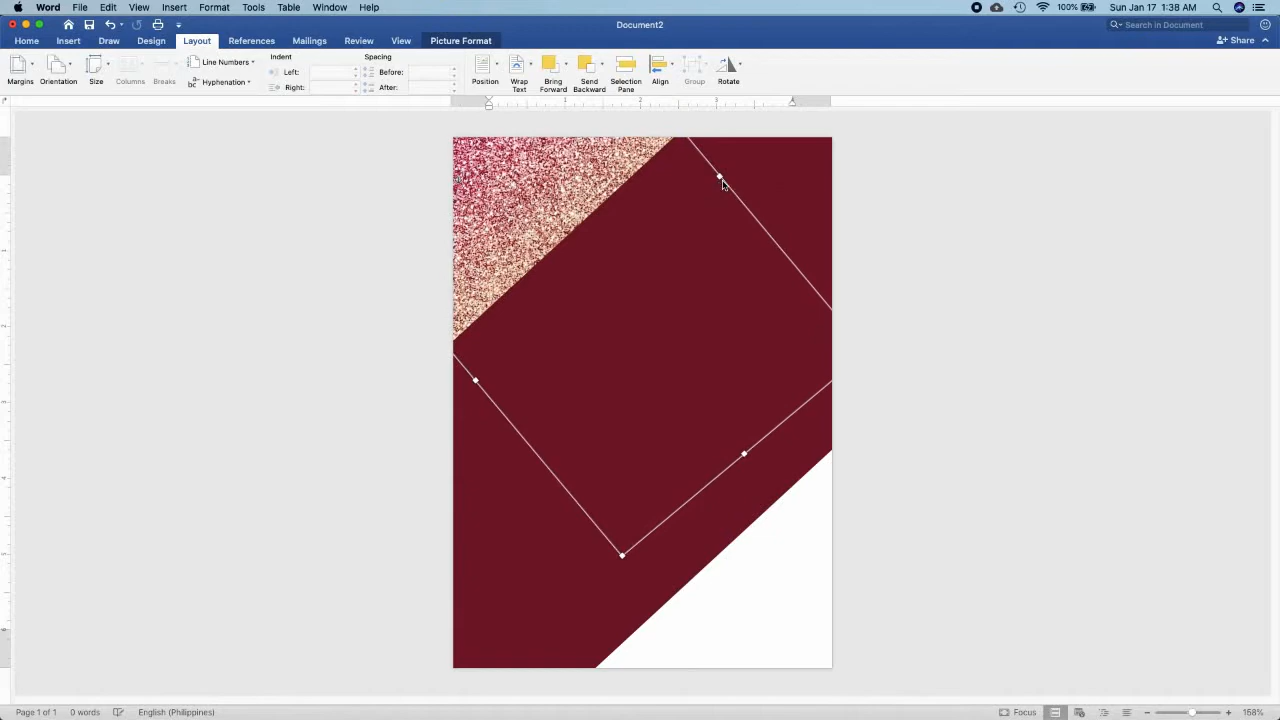 Word File Edit View Insert Format Tools Table Window Help 100% Sun Jan 17 1:38 AM
Document2 Search in Document
Home Insert Draw Design Layout References Mailings Review View Picture Format Share
Line Numbers Indent Spacing
Left: Before:
Margins Orientation Size Columns Breaks Hyphenation Right: After: Position Wrap Text Bring Forward Send Backward Selection Pane Align Group Rotate
1 2 3
Page 1 of 1 0 words English (Philippines) Focus 158%